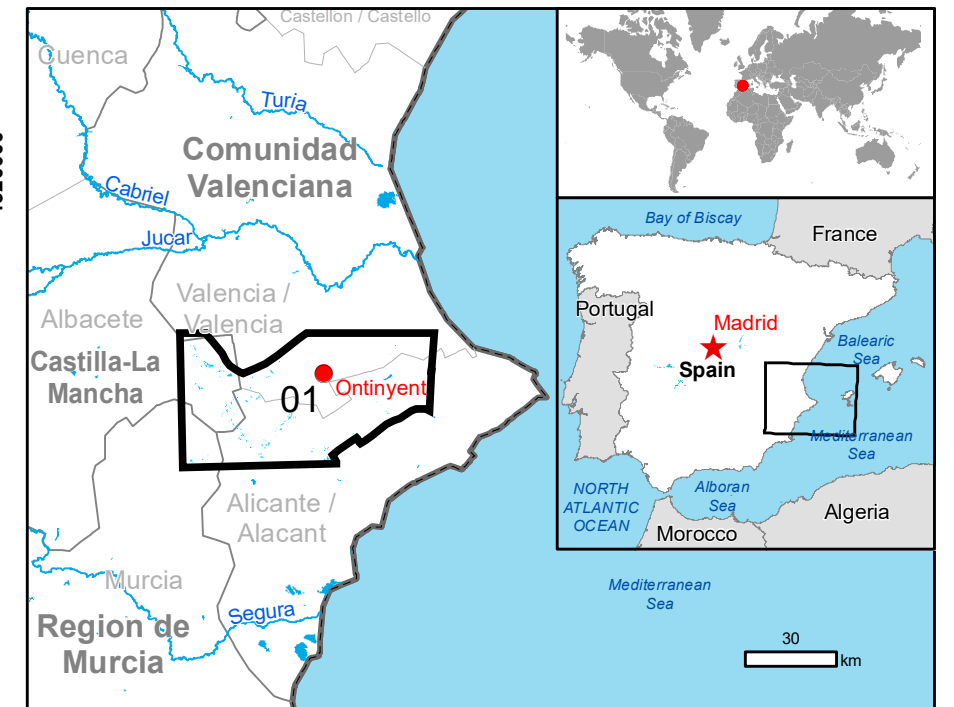 Castellon / Castello
Cuenca
Turia
Comunidad
Valenciana
Cabriel
Jucar
Valencia /
Valencia
Albacete
Castilla-La
Mancha
Ontinyent
01
Alicante /
Alacant
Murcia
Segura
Region de
Murcia
Bay of Biscay
France
Portugal
Madrid
Spain
Balearic
Sea
Mediterranean
Sea
NORTH
ATLANTIC
OCEAN
Alboran
Sea
Algeria
Morocco
Mediterranean
Sea
30
km